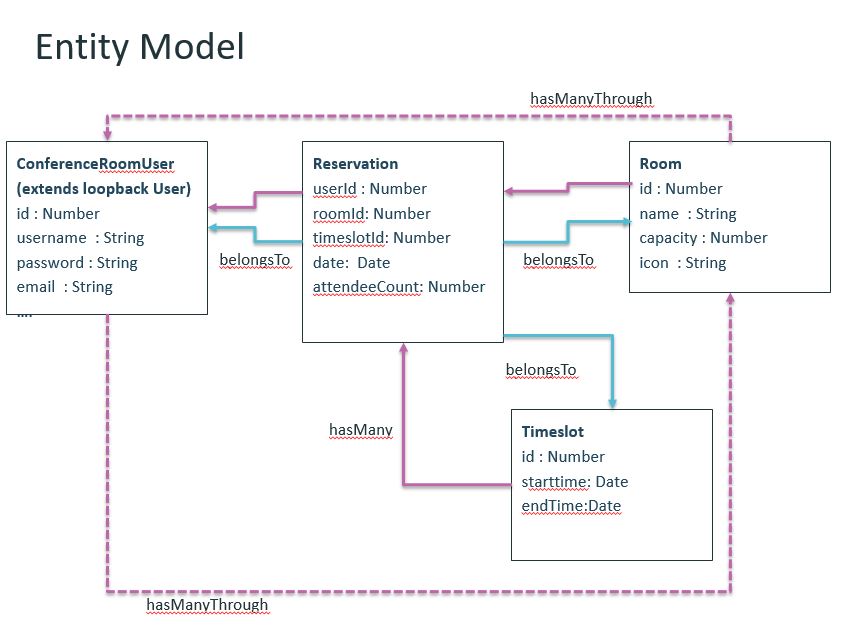 Entity Model
hasManyThrough
ConferenceRoomUser
(extends loopback User)
id : Number
username : String
password : String
email : String
....
belongsTo
Reservation
userId : Number
roomId: Number
timeslotId: Number
date: Date
attendeeCount: Number
belongsTo
Room
id : Number
name : String
capacity : Number
icon : String
belongsTo
hasMany
Timeslot
id : Number
starttime: Date
endTime:Date
hasManyThrough